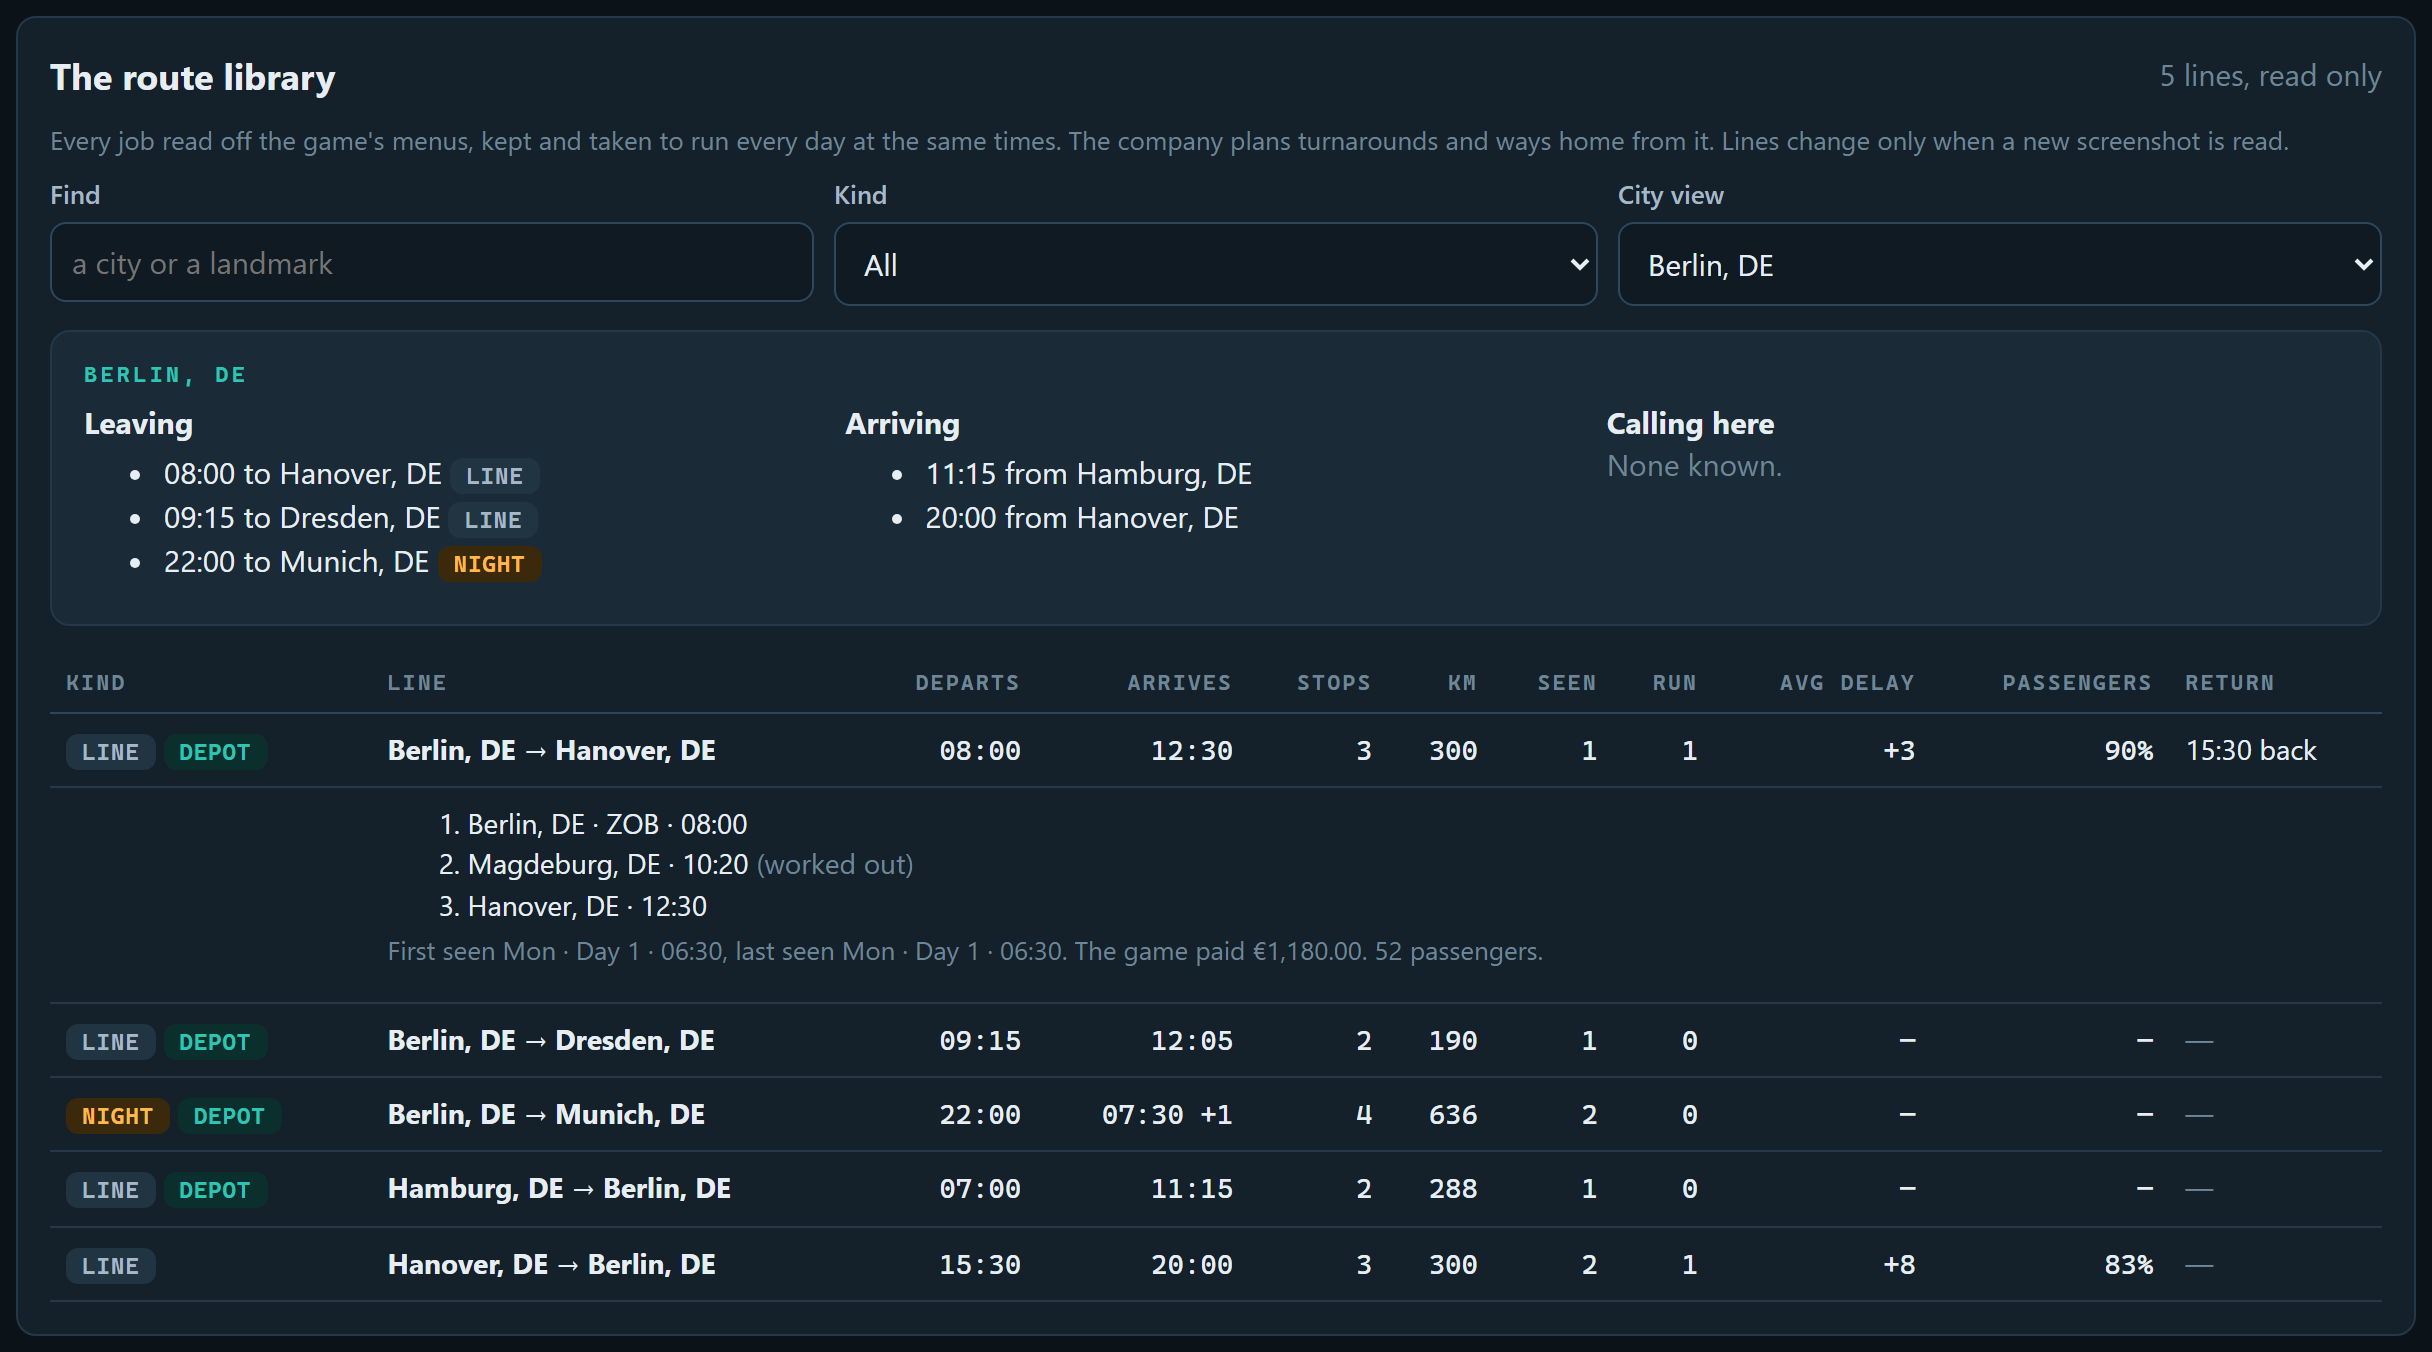 The route library
5 lines, read only
Every job read off the game's menus, kept and taken to run every day at the same times. The company plans turnarounds and ways home from it. Lines change only when a new screenshot is read.
Find Kind City view
a city or a landmark All Berlin, DE
BERLIN, DE
Leaving
• 08:00 to Hanover, DE LINE
• 09:15 to Dresden, DE LINE
• 22:00 to Munich, DE NIGHT
Arriving
• 11:15 from Hamburg, DE
• 20:00 from Hanover, DE
Calling here
None known.
KIND LINE DEPARTS ARRIVES STOPS KM SEEN RUN AVG DELAY PASSENGERS RETURN
LINE DEPOT Berlin, DE → Hanover, DE 08:00 12:30 3 300 1 1 +3 90% 15:30 back
1. Berlin, DE · ZOB · 08:00
2. Magdeburg, DE · 10:20 (worked out)
3. Hanover, DE · 12:30
First seen Mon · Day 1 · 06:30, last seen Mon · Day 1 · 06:30. The game paid €1,180.00. 52 passengers.
LINE DEPOT Berlin, DE → Dresden, DE 09:15 12:05 2 190 1 0 – – —
NIGHT DEPOT Berlin, DE → Munich, DE 22:00 07:30 +1 4 636 2 0 – – —
LINE DEPOT Hamburg, DE → Berlin, DE 07:00 11:15 2 288 1 0 – – —
LINE Hanover, DE → Berlin, DE 15:30 20:00 3 300 2 1 +8 83% —